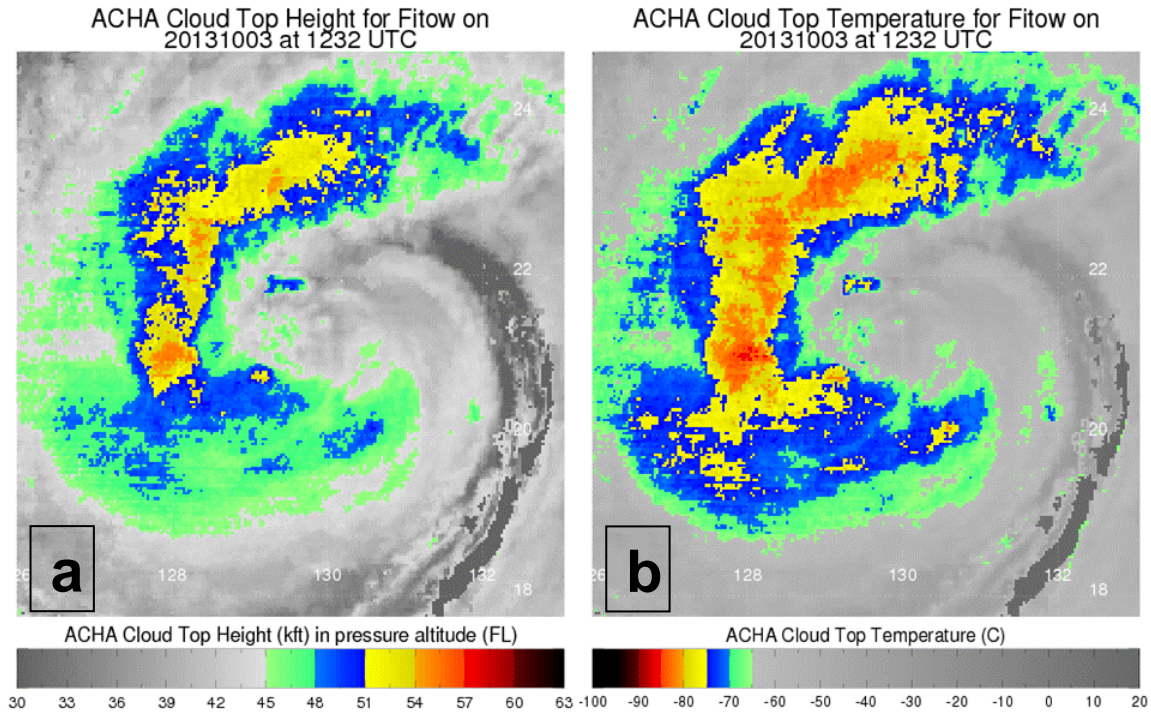 ACHA Cloud Top Height for Fitow on
20131003 at 1232 UTC
24
22
20
26 128 130 132
18
a
ACHA Cloud Top Height (kft) in pressure altitude (FL)
30 33 36 39 42 45 48 51 54 57 60 63
ACHA Cloud Top Temperature for Fitow on
20131003 at 1232 UTC
24
22
20
26 128 130 132
18
b
ACHA Cloud Top Temperature (C)
-100 -90 -80 -70 -60 -50 -40 -30 -20 -10 0 10 20